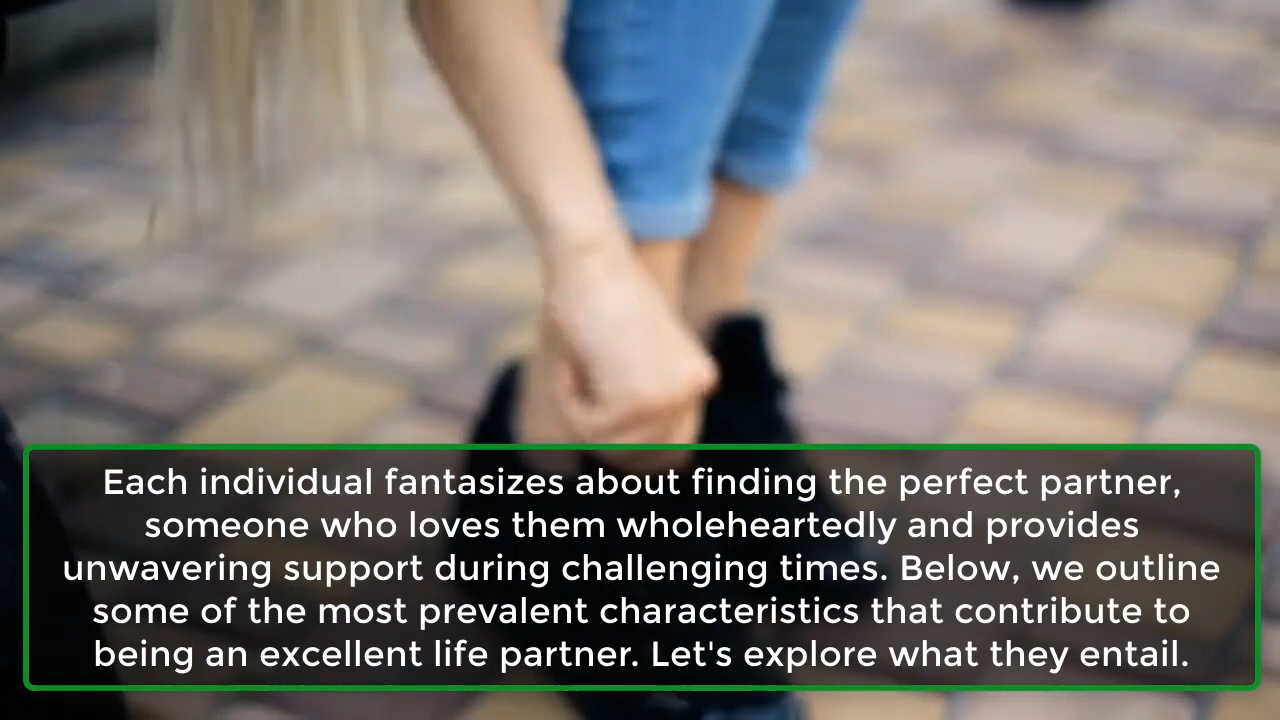 Each individual fantasizes about finding the perfect partner,
someone who loves them wholeheartedly and provides
unwavering support during challenging times. Below, we outline
some of the most prevalent characteristics that contribute to
being an excellent life partner. Let's explore what they entail.